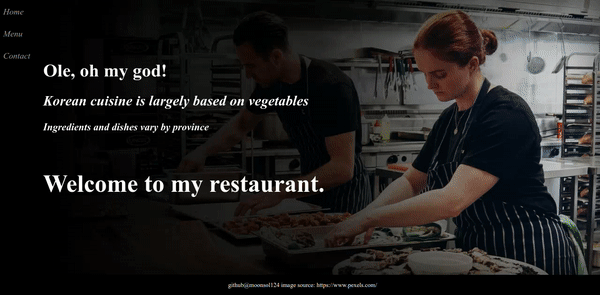 Home
Menu
Contact
Ole, oh my god!
Korean cuisine is largely based on vegetables
Ingredients and dishes vary by province
Welcome to my restaurant.
github@moonsol124 image source: https://www.pexels.com/